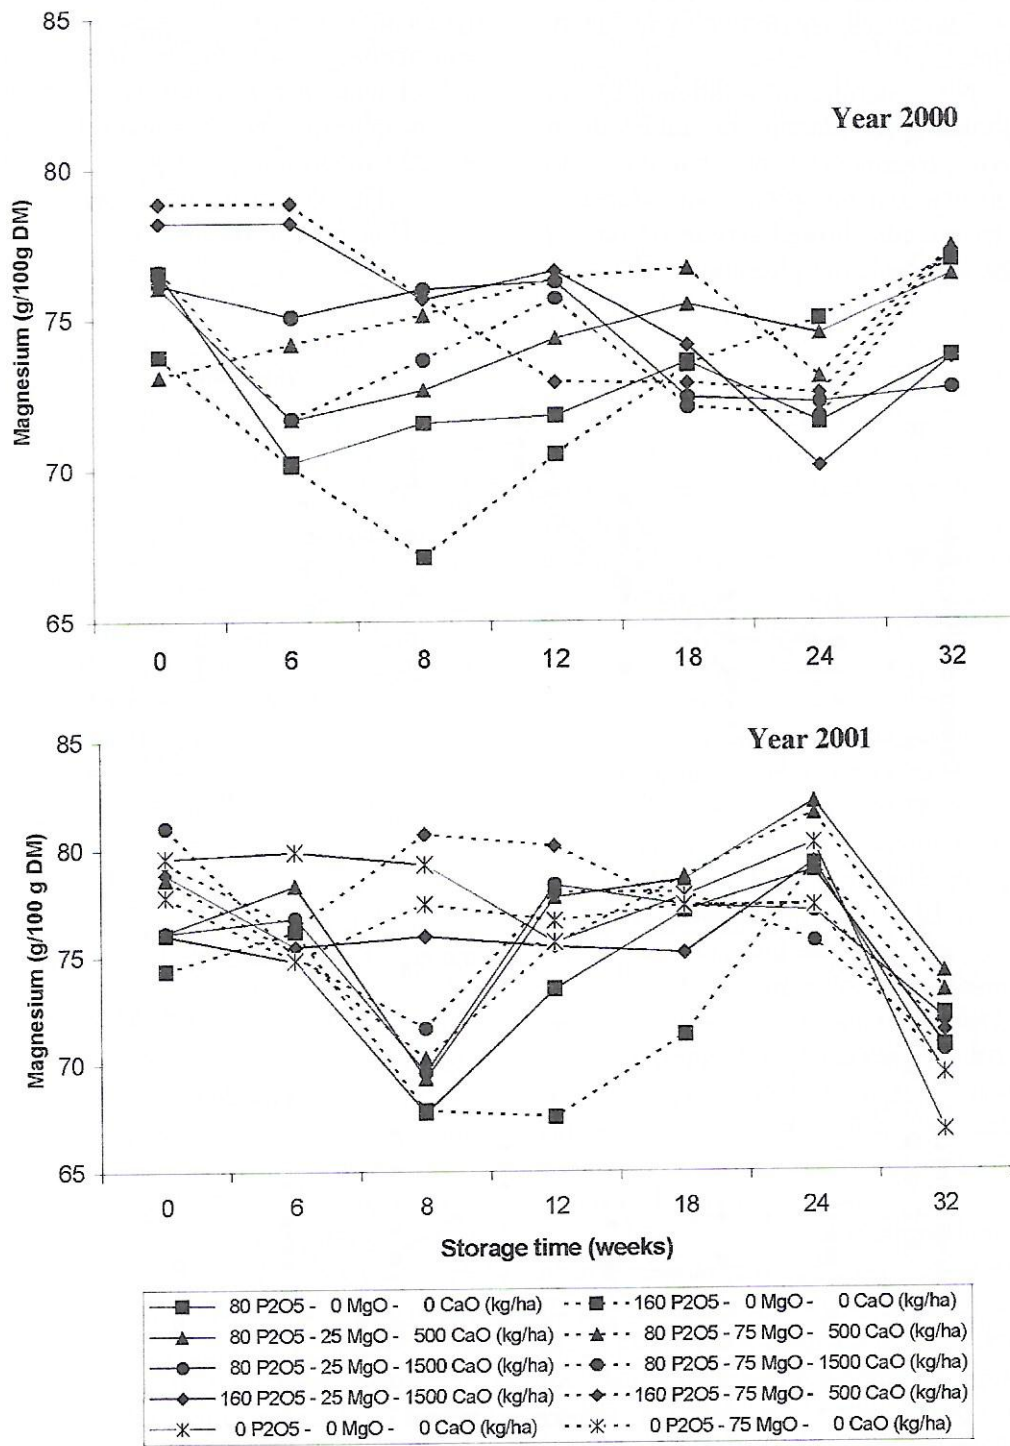 85
Year 2000
80
75
70
65
Magnesium (g/100g DM)
0 6 8 12 18 24 32
Year 2001
85
80
75
70
65
Magnesium (g/100 g DM)
0 6 8 12 18 24 32
Storage time (weeks)
80 P2O5 - 0 MgO - 0 CaO (kg/ha) 160 P2O5 - 0 MgO - 0 CaO (kg/ha)
80 P2O5 - 25 MgO - 500 CaO (kg/ha) 80 P2O5 - 75 MgO - 500 CaO (kg/ha)
80 P2O5 - 25 MgO - 1500 CaO (kg/ha) 80 P2O5 - 75 MgO - 1500 CaO (kg/ha)
160 P2O5 - 25 MgO - 1500 CaO (kg/ha) 160 P2O5 - 75 MgO - 500 CaO (kg/ha)
0 P2O5 - 0 MgO - 0 CaO (kg/ha) 0 P2O5 - 75 MgO - 0 CaO (kg/ha)